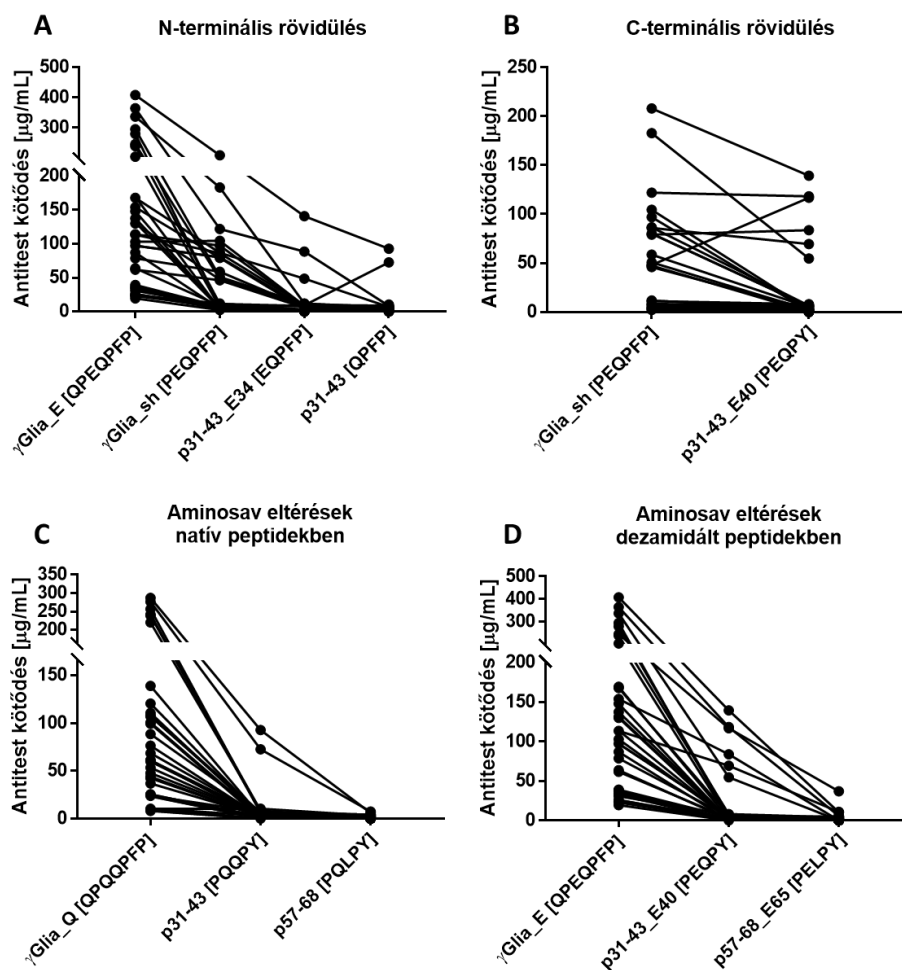 A
N-terminális rövidülés
Antitest kötődés [μg/mL]
500
400
300
200
150
100
50
0
γGlia_E [QPEQPFP]
γGlia_sh [PEQPFP]
p31-43_E34 [EQPFP]
p31-43 [QPFP]
B
C-terminális rövidülés
Antitest kötődés [μg/mL]
250
200
150
100
50
0
γGlia_sh [PEQPFP]
p31-43_E40 [PEQPY]
C
Aminosav eltérések
natív peptidekben
Antitest kötődés [μg/mL]
350
300
250
200
150
100
50
0
γGlia_Q [QPQQPFP]
p31-43 [PQQPY]
p57-68 [PQLPY]
D
Aminosav eltérések
dezamidált peptidekben
Antitest kötődés [μg/mL]
500
400
300
200
150
100
50
0
γGlia_E [QPEQPFP]
p31-43_E40 [PEQPY]
p57-68_E65 [PELPY]